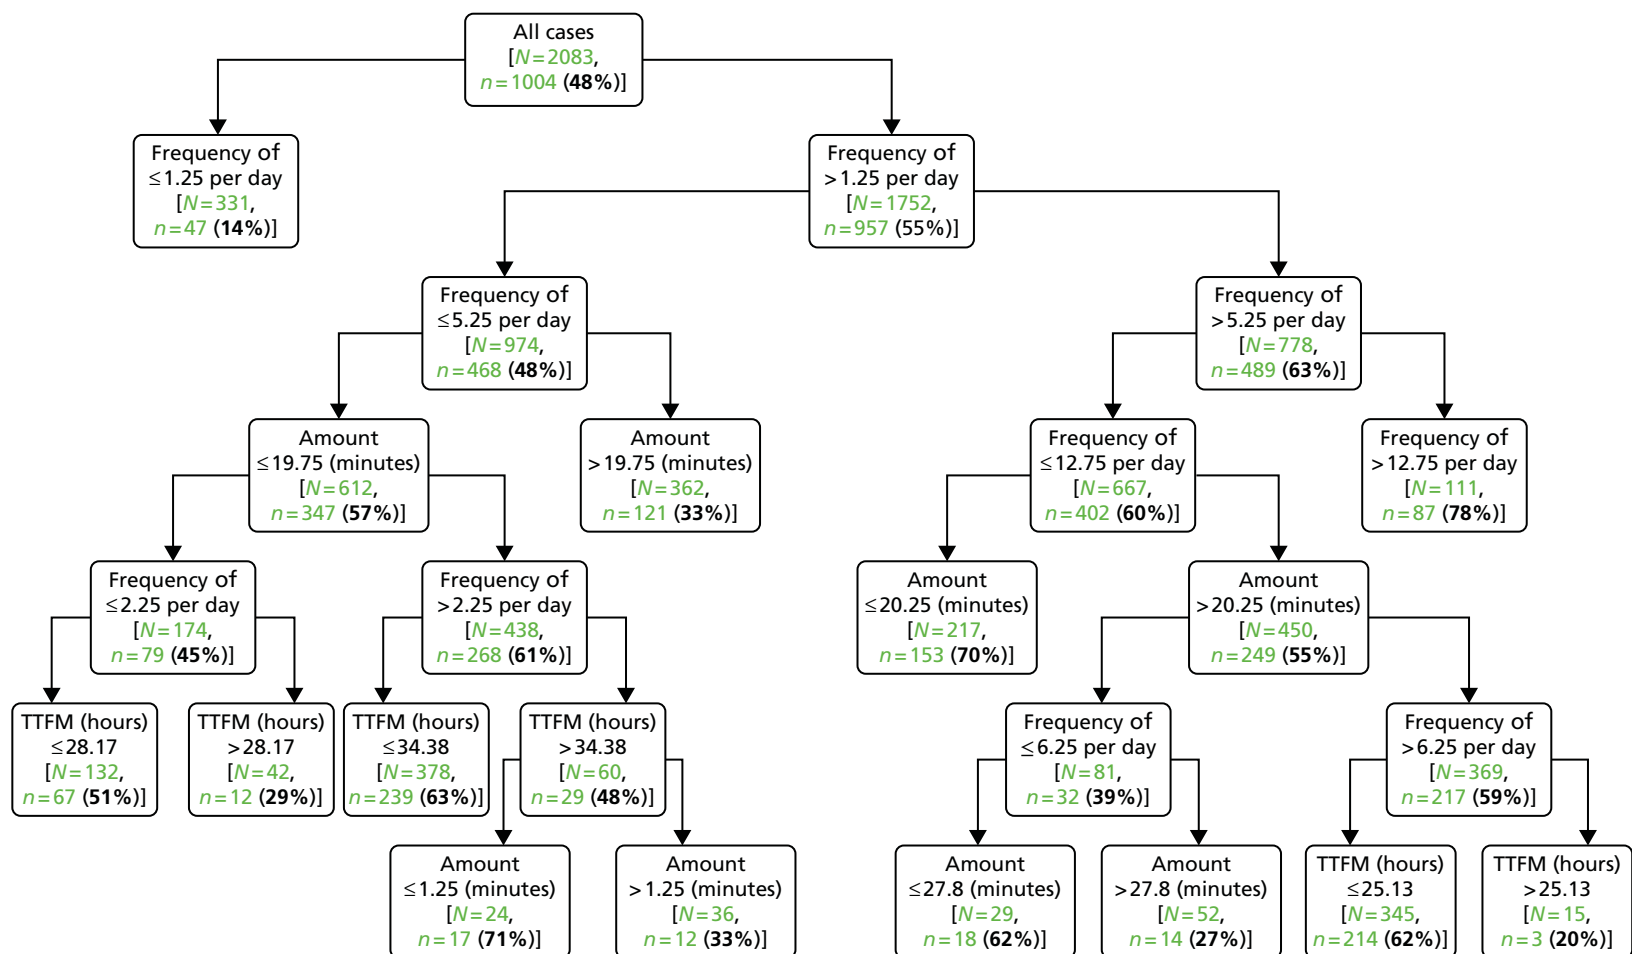 All cases
[N=2083,
n=1004 (48%)]
Frequency of
≤1.25 per day
[N=331,
n=47 (14%)]
Frequency of
>1.25 per day
[N=1752,
n=957 (55%)]
Frequency of
≤5.25 per day
[N=974,
n=468 (48%)]
Frequency of
>5.25 per day
[N=778,
n=489 (63%)]
Amount
≤19.75 (minutes)
[N=612,
n=347 (57%)]
Amount
>19.75 (minutes)
[N=362,
n=121 (33%)]
Frequency of
≤12.75 per day
[N=667,
n=402 (60%)]
Frequency of
>12.75 per day
[N=111,
n=87 (78%)]
Frequency of
≤2.25 per day
[N=174,
n=79 (45%)]
Frequency of
>2.25 per day
[N=438,
n=268 (61%)]
Amount
≤20.25 (minutes)
[N=217,
n=153 (70%)]
Amount
>20.25 (minutes)
[N=450,
n=249 (55%)]
TTFM (hours)
≤28.17
[N=132,
n=67 (51%)]
TTFM (hours)
>28.17
[N=42,
n=12 (29%)]
TTFM (hours)
≤34.38
[N=378,
n=239 (63%)]
TTFM (hours)
>34.38
[N=60,
n=29 (48%)]
Frequency of
≤6.25 per day
[N=81,
n=32 (39%)]
Frequency of
>6.25 per day
[N=369,
n=217 (59%)]
Amount
≤1.25 (minutes)
[N=24,
n=17 (71%)]
Amount
>1.25 (minutes)
[N=36,
n=12 (33%)]
Amount
≤27.8 (minutes)
[N=29,
n=18 (62%)]
Amount
>27.8 (minutes)
[N=52,
n=14 (27%)]
TTFM (hours)
≤25.13
[N=345,
n=214 (62%)]
TTFM (hours)
>25.13
[N=15,
n=3 (20%)]